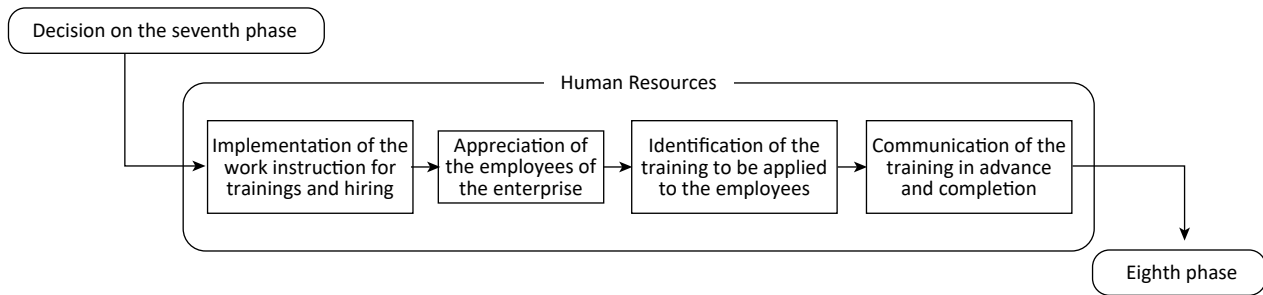 Decision on the seventh phase
Human Resources
Implementation of the
work instruction for
trainings and hiring
Appreciation of
the employees of
the enterprise
Identification of the
training to be applied
to the employees
Communication of the
training in advance
and completion
Eighth phase